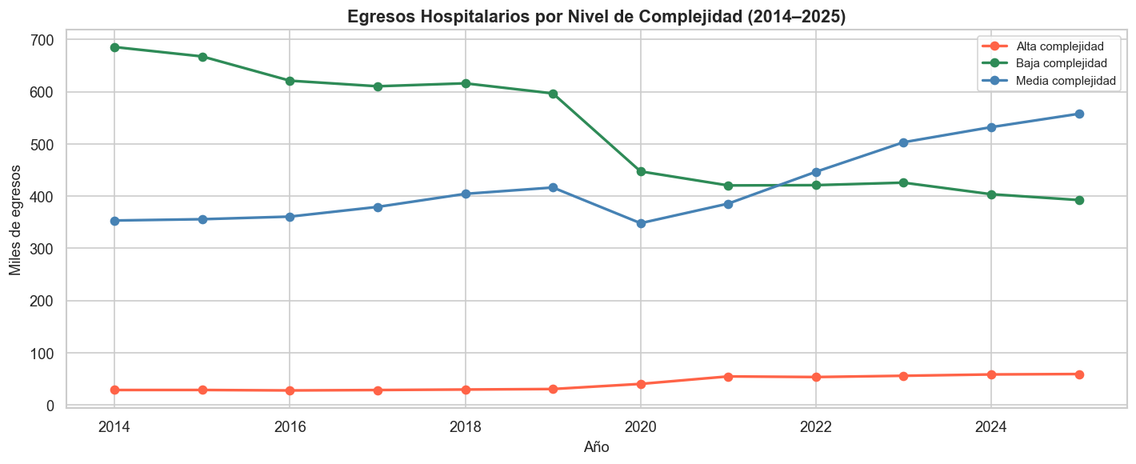 Egresos Hospitalarios por Nivel de Complejidad (2014–2025)
Alta complejidad
Baja complejidad
Media complejidad
Miles de egresos
700
600
500
400
300
200
100
0
2014
2016
2018
2020
2022
2024
Año